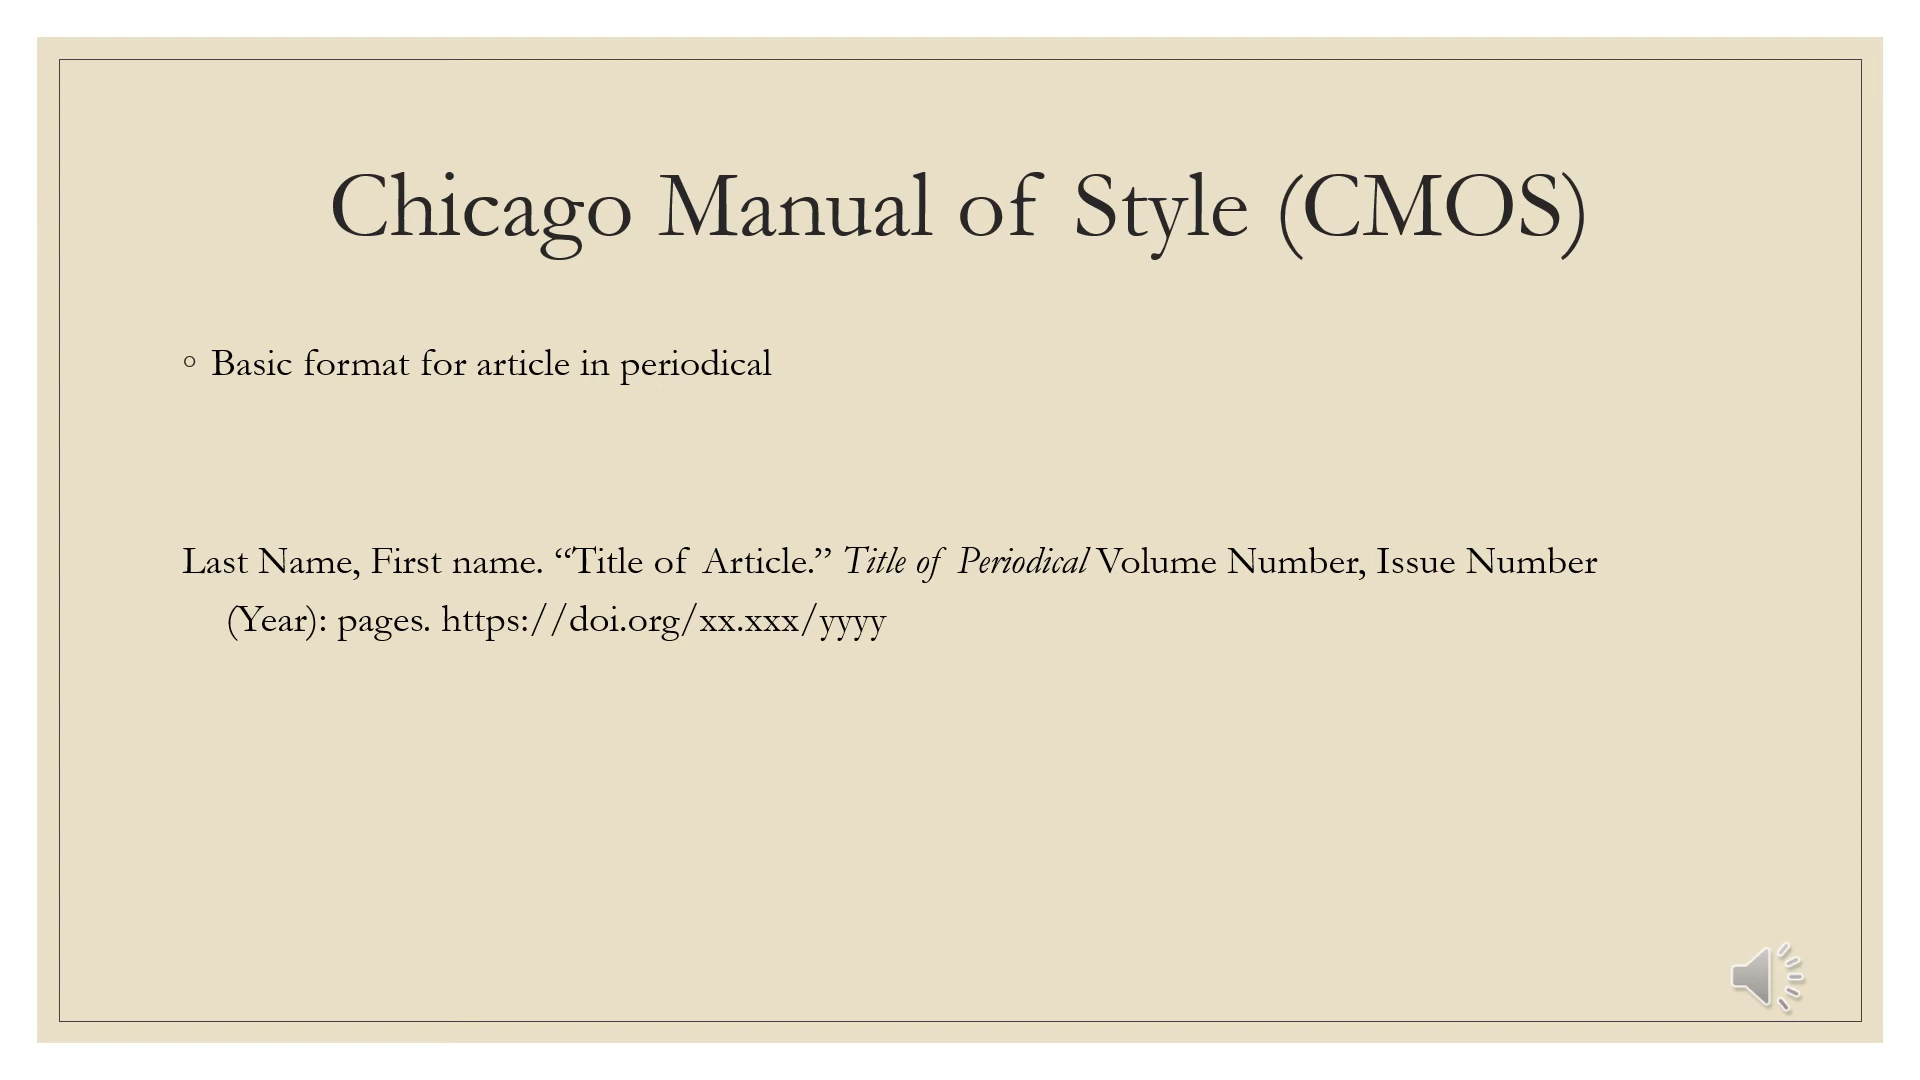 Chicago Manual of Style (CMOS)
◦ Basic format for article in periodical
Last Name, First name. “Title of Article.” Title of Periodical Volume Number, Issue Number
(Year): pages. https://doi.org/xx.xxx/yyyy